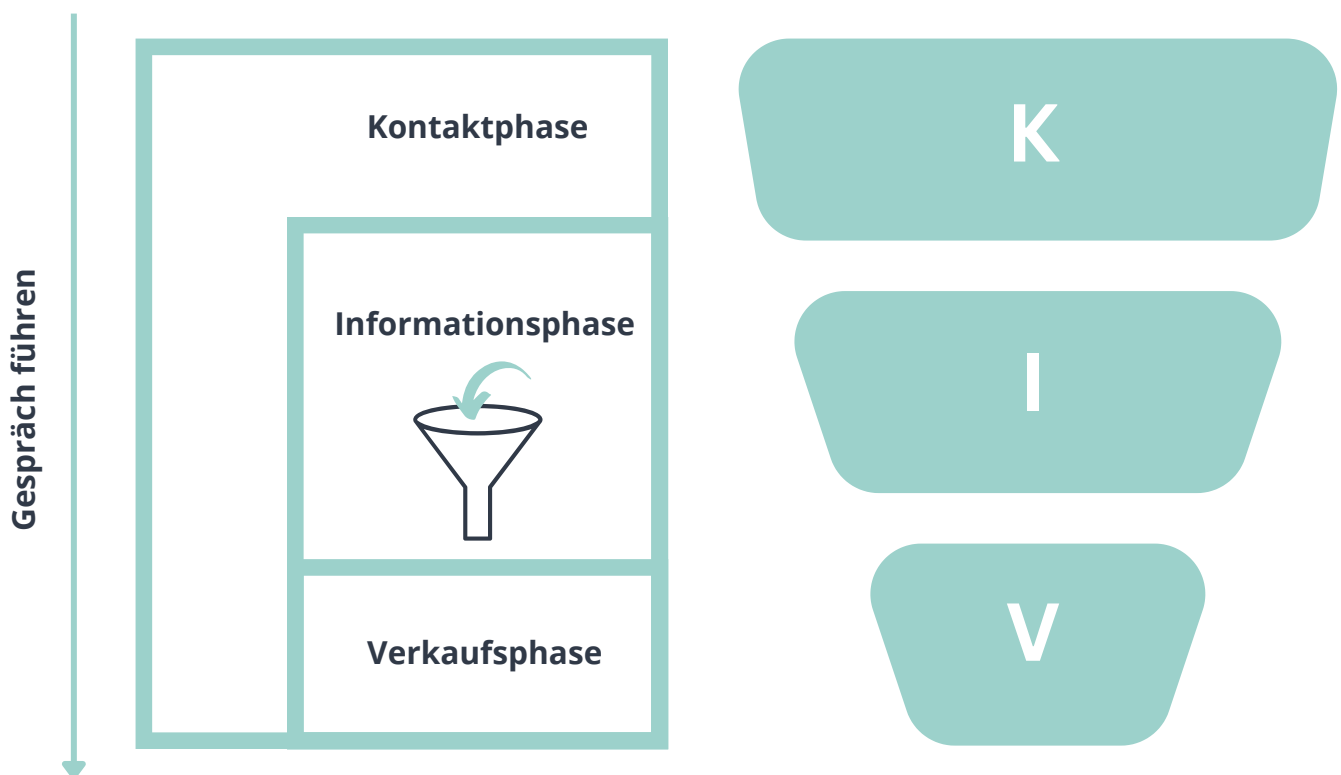 Gespräch führen
Kontaktphase
Informationsphase
Verkaufsphase
K
I
V